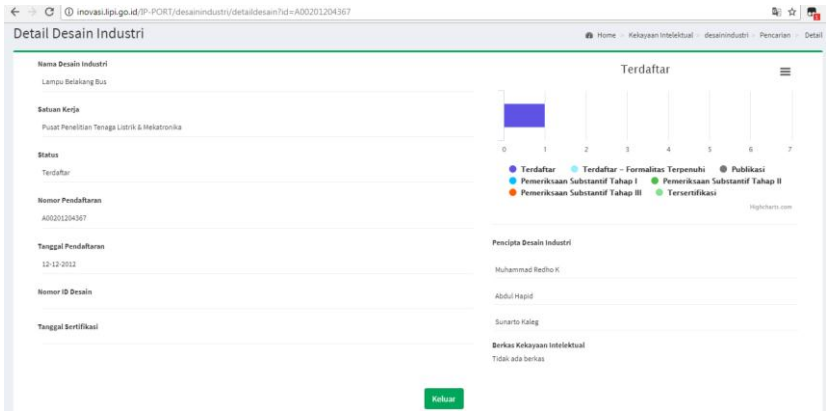 inovasi.lipi.go.id/IP-PORT/desainindustri/detaildesain?id=A00201204367
Detail Desain Industri
Home > Kekayaan Intelektual > desainindustri > Pencarian > Detail
Nama Desain Industri
Lampu Belakang Bus
Satuan Kerja
Pusat Penelitian Tenaga Listrik & Mekatronika
Status
Terdaftar
Nomor Pendaftaran
A00201204367
Tanggal Pendaftaran
12-12-2012
Nomor ID Desain
Tanggal Sertifikasi
Terdaftar
0 1 2 3 4 5 6 7
Terdaftar Terdaftar – Formalitas Terpenuhi Publikasi
Pemeriksaan Substantif Tahap I Pemeriksaan Substantif Tahap II
Pemeriksaan Substantif Tahap III Tersertifikasi
Highcharts.com
Pencipta Desain Industri
Muhammad Redho K
Abdul Hapid
Sunarto Kaleg
Berkas Kekayaan Intelektual
Tidak ada berkas
Keluar